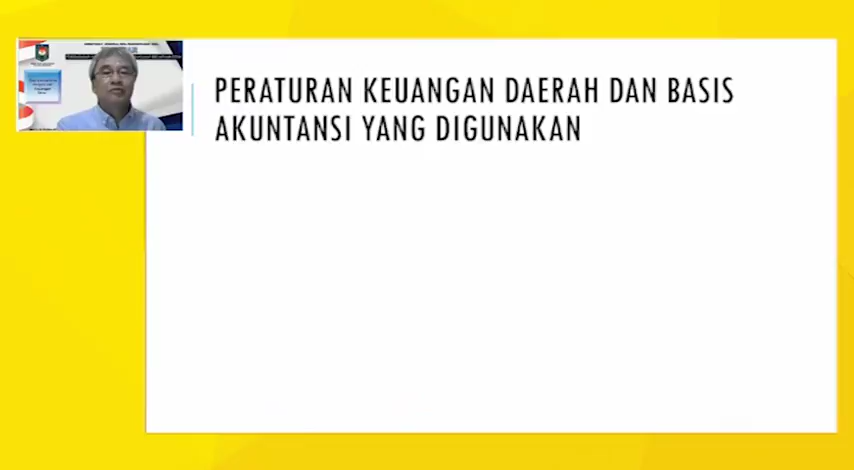 PERATURAN KEUANGAN DAERAH DAN BASIS
AKUNTANSI YANG DIGUNAKAN